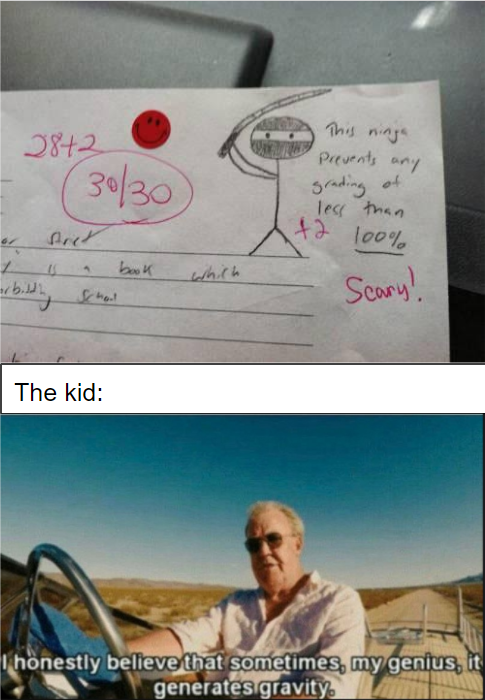 28+2
30/30
This ninja
Prevents any
grading of
less than
+2 100%
Scary!
is a book which
School
The kid:
I honestly believe that sometimes, my genius, it
generates gravity.